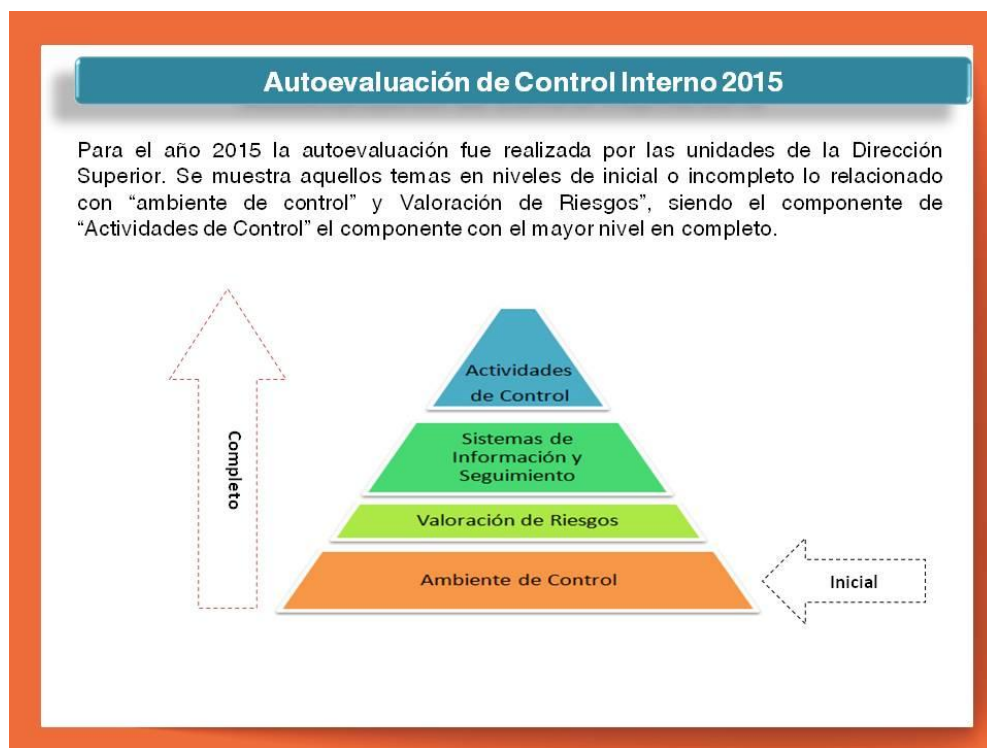 Autoevaluación de Control Interno 2015
Para el año 2015 la autoevaluación fue realizada por las unidades de la Dirección
Superior. Se muestra aquellos temas en niveles de inicial o incompleto lo relacionado
con “ambiente de control” y Valoración de Riesgos”, siendo el componente de
“Actividades de Control” el componente con el mayor nivel en completo.
Actividades
de Control
Completo
Sistemas de
Información y
Seguimiento
Valoración de Riesgos
Ambiente de Control
Inicial